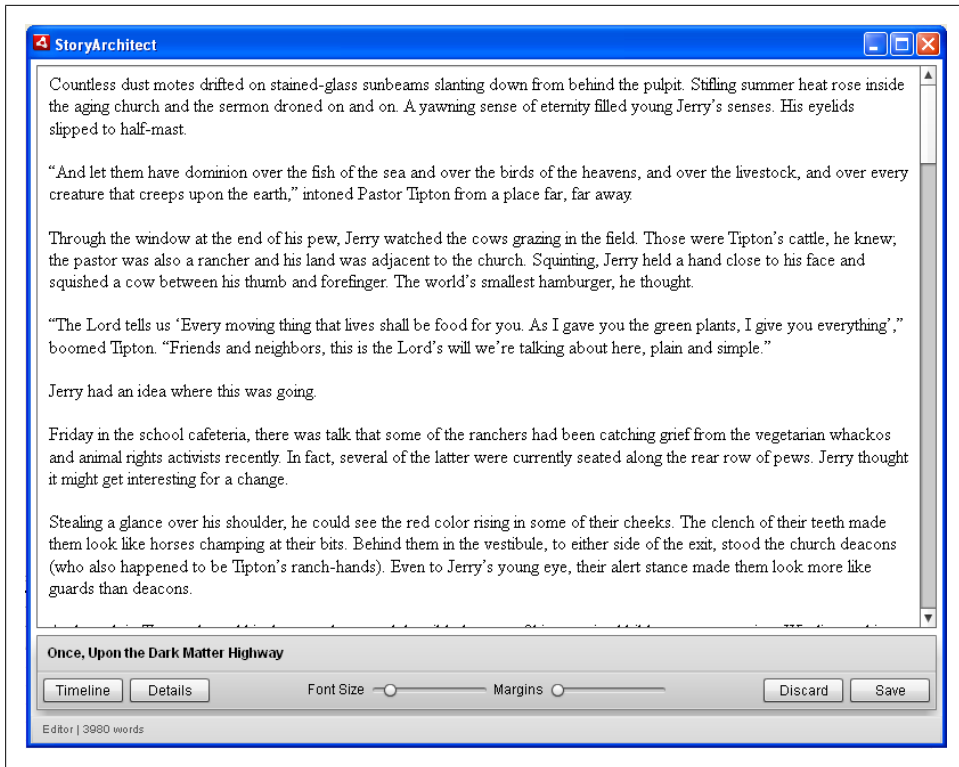 StoryArchitect
Countless dust motes drifted on stained-glass sunbeams slanting down from behind the pulpit. Stifling summer heat rose inside
the aging church and the sermon droned on and on. A yawning sense of eternity filled young Jerry’s senses. His eyelids
slipped to half-mast.
“And let them have dominion over the fish of the sea and over the birds of the heavens, and over the livestock, and over every
creature that creeps upon the earth,” intoned Pastor Tipton from a place far, far away.
Through the window at the end of his pew, Jerry watched the cows grazing in the field. Those were Tipton’s cattle, he knew;
the pastor was also a rancher and his land was adjacent to the church. Squinting, Jerry held a hand close to his face and
squished a cow between his thumb and forefinger. The world’s smallest hamburger, he thought.
“The Lord tells us ‘Every moving thing that lives shall be food for you. As I gave you the green plants, I give you everything’,”
boomed Tipton. “Friends and neighbors, this is the Lord’s will we’re talking about here, plain and simple.”
Jerry had an idea where this was going.
Friday in the school cafeteria, there was talk that some of the ranchers had been catching grief from the vegetarian whackos
and animal rights activists recently. In fact, several of the latter were currently seated along the rear row of pews. Jerry thought
it might get interesting for a change.
Stealing a glance over his shoulder, he could see the red color rising in some of their cheeks. The clench of their teeth made
them look like horses champing at their bits. Behind them in the vestibule, to either side of the exit, stood the church deacons
(who also happened to be Tipton’s ranch-hands). Even to Jerry’s young eye, their alert stance made them look more like
guards than deacons.
Once, Upon the Dark Matter Highway
Timeline Details Font Size Margins Discard Save
Editor | 3980 words